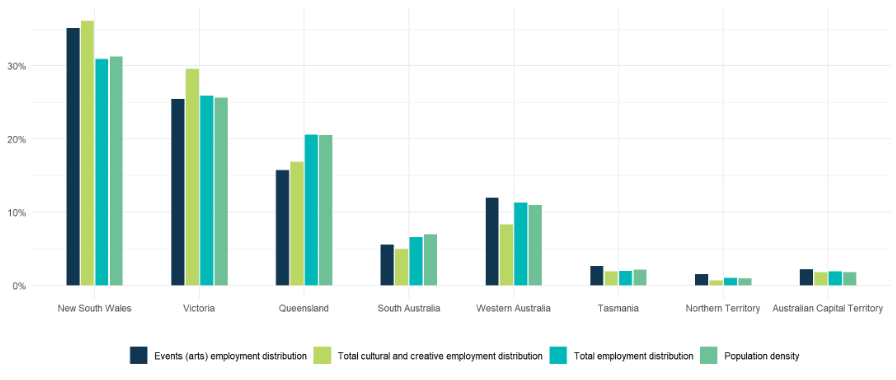 30%
20%
10%
0%
New South Wales Victoria Queensland South Australia Western Australia Tasmania Northern Territory Australian Capital Territory
Events (arts) employment distribution Total cultural and creative employment distribution Total employment distribution Population density